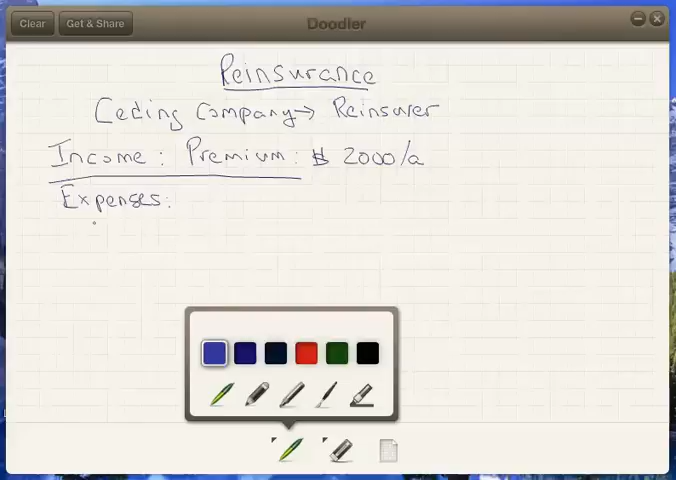 Clear Get & Share Doodler
Reinsurance
Ceding Company → Reinsurer
Income: Premium: $ 2000/a
Expenses: